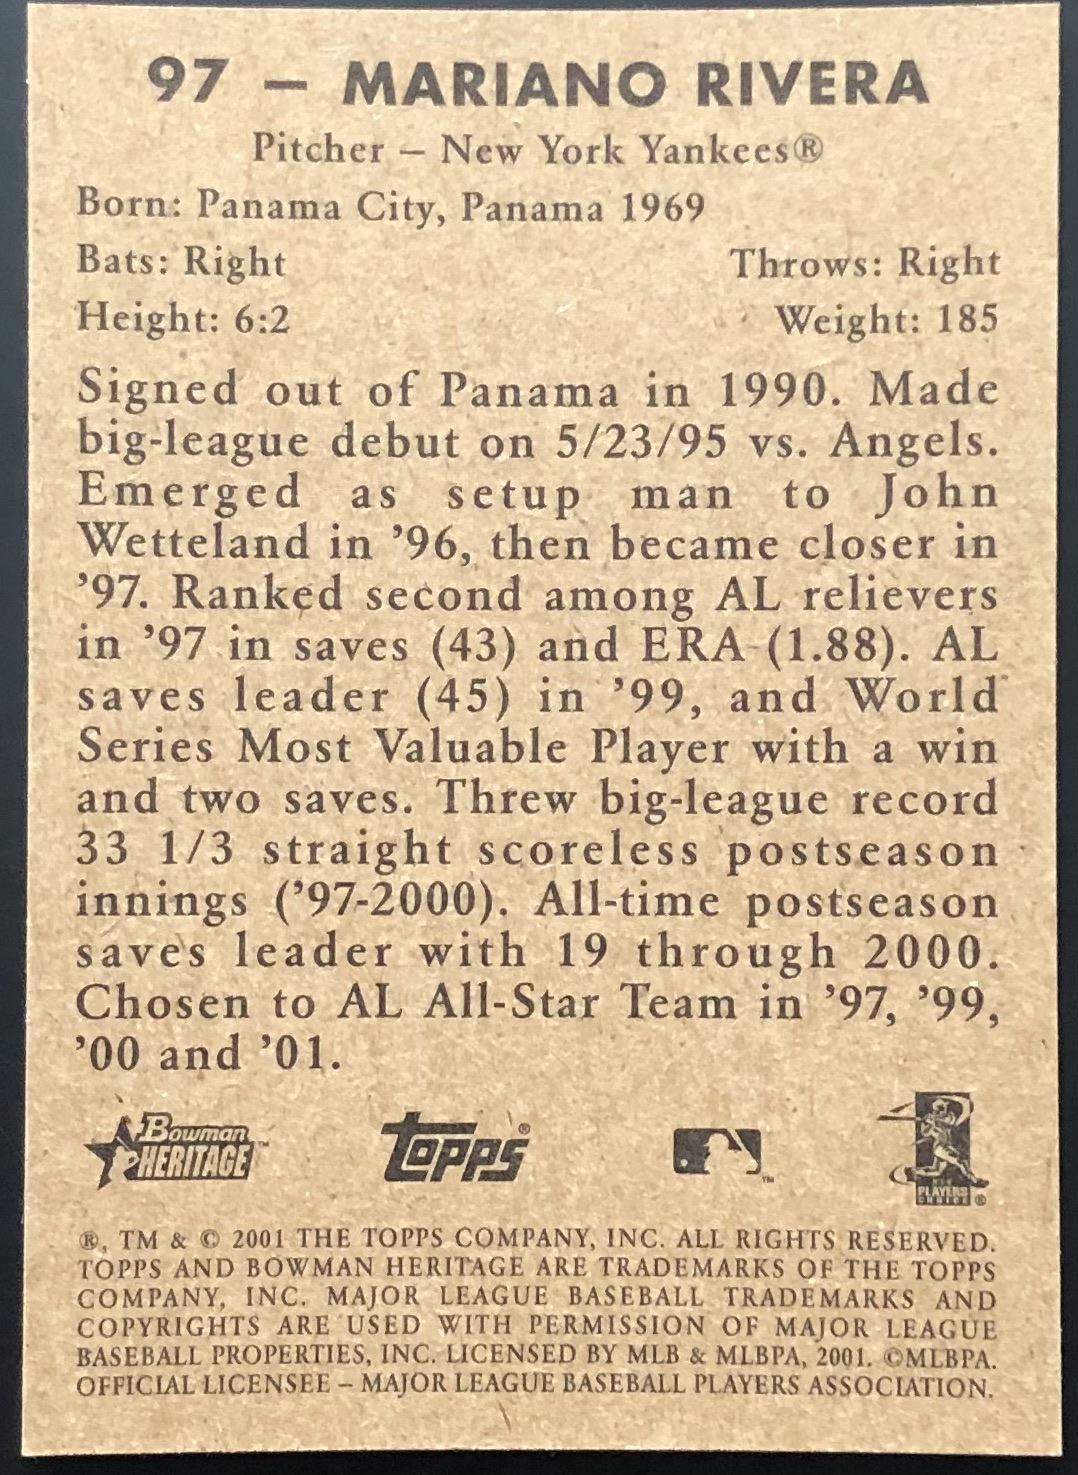 97 – MARIANO RIVERA
Pitcher – New York Yankees®
Born: Panama City, Panama 1969
Bats: Right Throws: Right
Height: 6:2 Weight: 185
Signed out of Panama in 1990. Made
big-league debut on 5/23/95 vs. Angels.
Emerged as setup man to John
Wetteland in ’96, then became closer in
’97. Ranked second among AL relievers
in ’97 in saves (43) and ERA (1.88). AL
saves leader (45) in ’99, and World
Series Most Valuable Player with a win
and two saves. Threw big-league record
33 1/3 straight scoreless postseason
innings (’97-2000). All-time postseason
saves leader with 19 through 2000.
Chosen to AL All-Star Team in ’97, ’99,
’00 and ’01.
Bowman
HERITAGE™
Topps®
™
PLAYERS
CHOICE ®
®, TM & © 2001 THE TOPPS COMPANY, INC. ALL RIGHTS RESERVED.
TOPPS AND BOWMAN HERITAGE ARE TRADEMARKS OF THE TOPPS
COMPANY, INC. MAJOR LEAGUE BASEBALL TRADEMARKS AND
COPYRIGHTS ARE USED WITH PERMISSION OF MAJOR LEAGUE
BASEBALL PROPERTIES, INC. LICENSED BY MLB & MLBPA, 2001. ©MLBPA.
OFFICIAL LICENSEE – MAJOR LEAGUE BASEBALL PLAYERS ASSOCIATION.